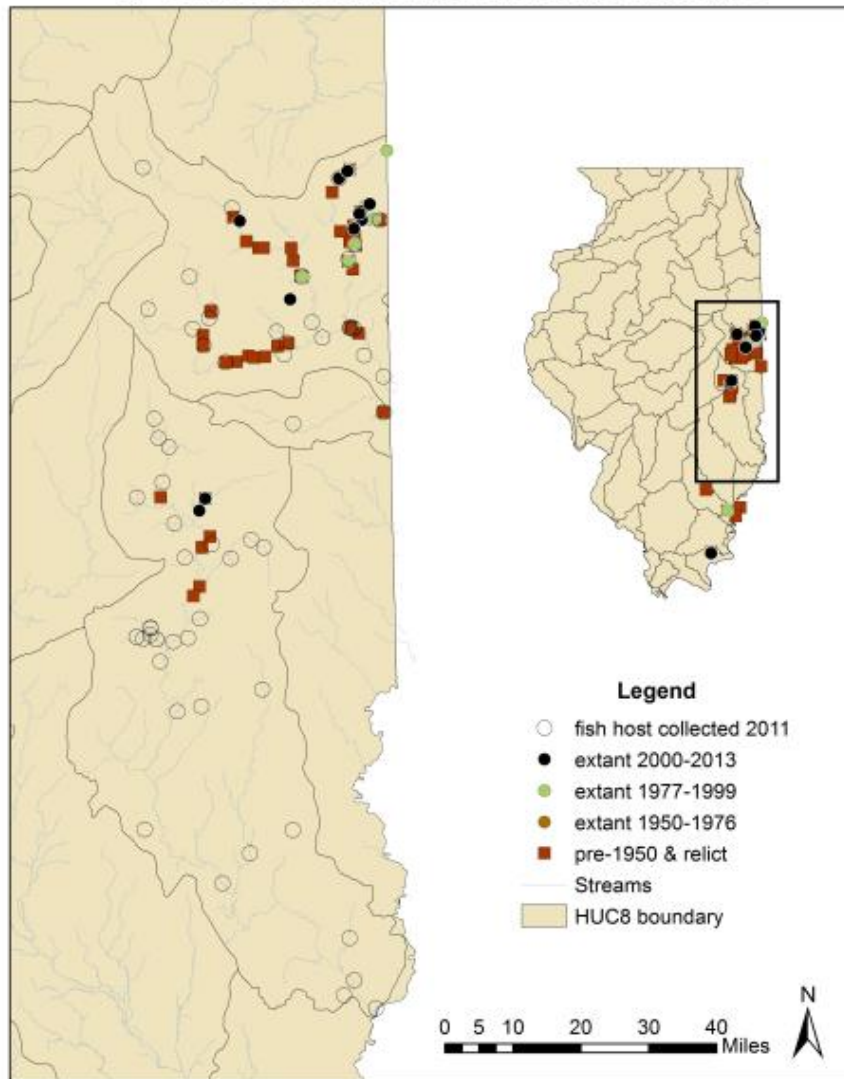 Legend
fish host collected 2011
extant 2000-2013
extant 1977-1999
extant 1950-1976
pre-1950 & relict
Streams
HUC8 boundary
N
0 5 10 20 30 40
Miles